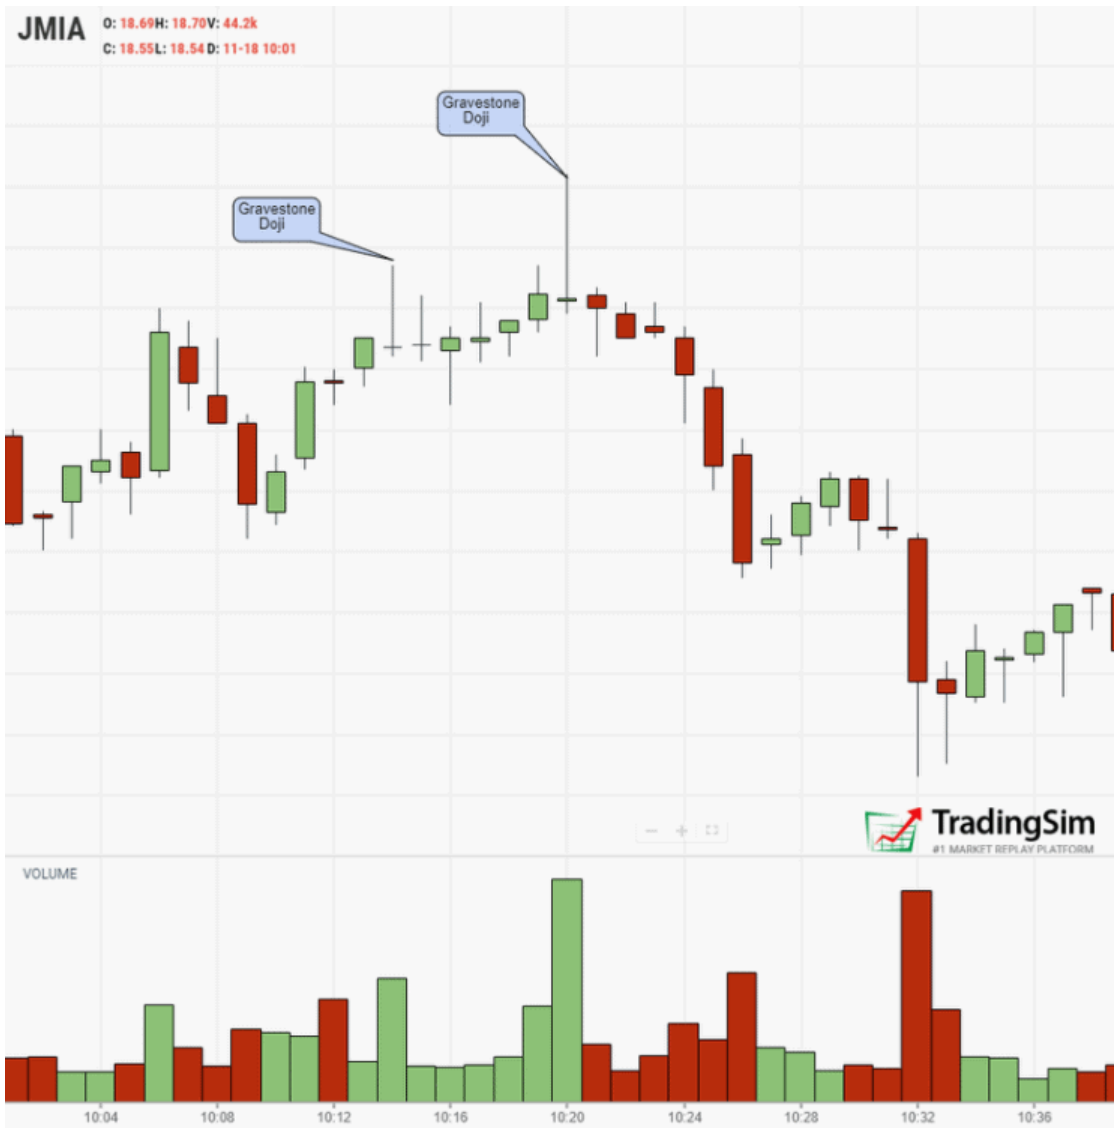 JMIA
O: 18.69H: 18.70V: 44.2k
C: 18.55L: 18.54 D: 11-18 10:01
Gravestone
Doji
Gravestone
Doji
TradingSim
#1 MARKET REPLAY PLATFORM
VOLUME
10:04 10:08 10:12 10:16 10:20 10:24 10:28 10:32 10:36